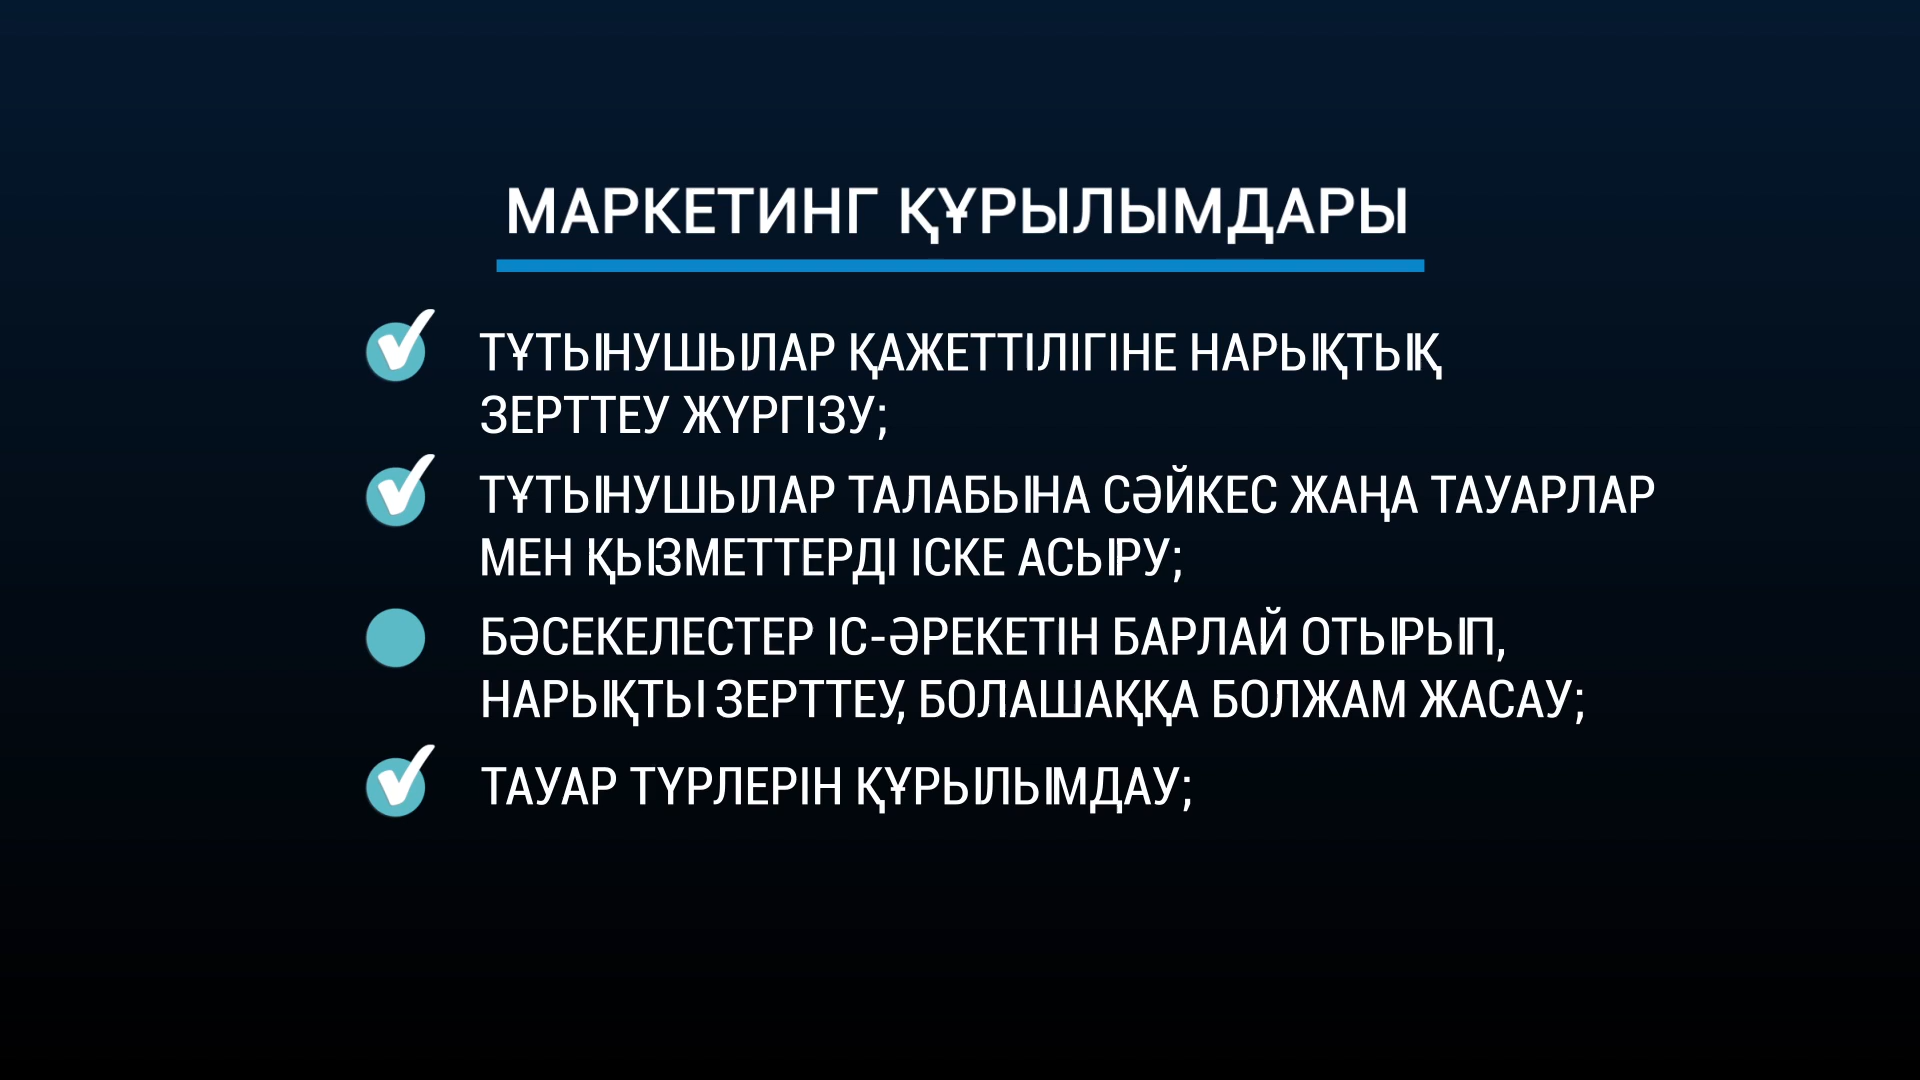 МАРКЕТИНГ ҚҰРЫЛЫМДАРЫ
ТҰТЫНУШЫЛАР ҚАЖЕТТІЛІГІНЕ НАРЫҚТЫҚ
ЗЕРТТЕУ ЖҮРГІЗУ;
ТҰТЫНУШЫЛАР ТАЛАБЫНА СӘЙКЕС ЖАҢА ТАУАРЛАР
МЕН ҚЫЗМЕТТЕРДІ ІСКЕ АСЫРУ;
БӘСЕКЕЛЕСТЕР ІС-ӘРЕКЕТІН БАРЛАЙ ОТЫРЫП,
НАРЫҚТЫ ЗЕРТТЕУ, БОЛАШАҚҚА БОЛЖАМ ЖАСАУ;
ТАУАР ТҮРЛЕРІН ҚҰРЫЛЫМДАУ;